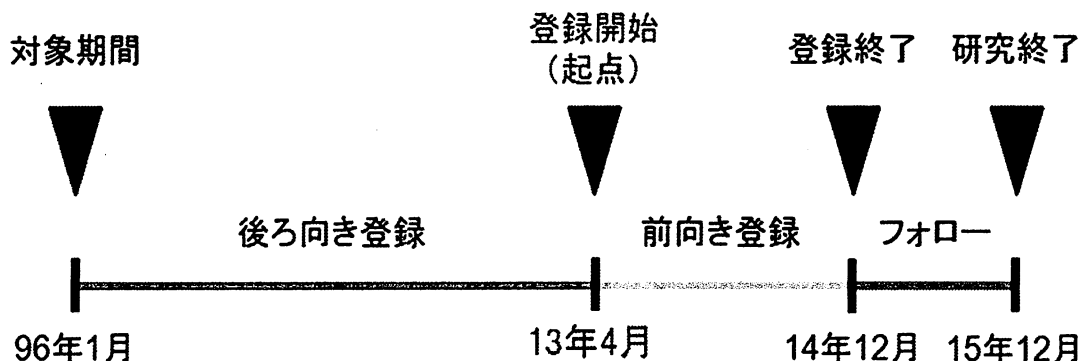 対象期間
登録開始
(起点)
登録終了
研究終了
後ろ向き登録
前向き登録
フォロー
96年1月
13年4月
14年12月
15年12月